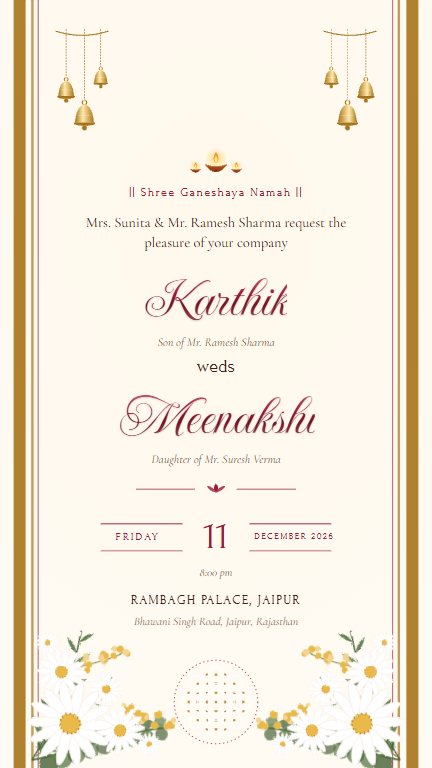 || Shree Ganeshaya Namah ||
Mrs. Sunita & Mr. Ramesh Sharma request the
pleasure of your company
Karthik
Son of Mr. Ramesh Sharma
weds
Meenakshi
Daughter of Mr. Suresh Verma
FRIDAY 11 DECEMBER 2026
8:00 pm
RAMBAGH PALACE, JAIPUR
Bhawani Singh Road, Jaipur, Rajasthan